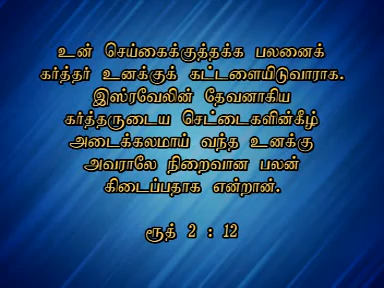 உன் செய்கைக்குத்தக்க பலனைக்
கர்த்தர் உனக்குக் கட்டளையிடுவாராக.
இஸ்ரவேலின் தேவனாகிய
கர்த்தருடைய செட்டைகளின்கீழ்
அடைக்கலமாய் வந்த உனக்கு
அவராலே நிறைவான பலன்
கிடைப்பதாக என்றான்.
ரூத் 2 : 12